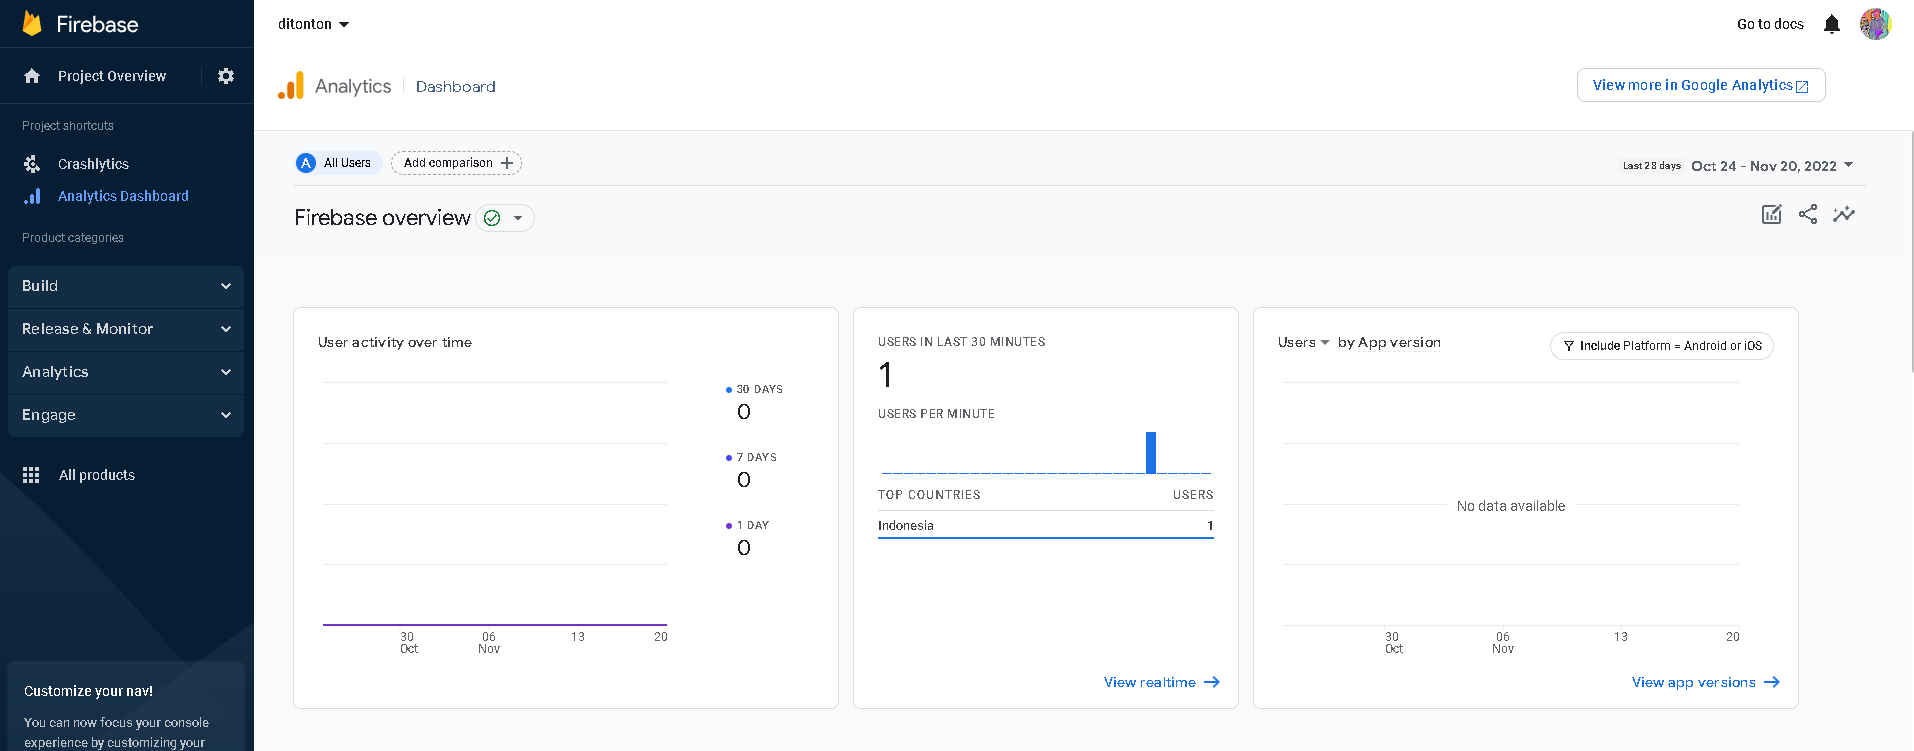 Firebase
Project Overview
Project shortcuts
Crashlytics
Analytics Dashboard
Product categories
Build
Release & Monitor
Analytics
Engage
All products
Customize your nav!
You can now focus your console
experience by customizing your
ditonton
Go to docs
Analytics
Dashboard
View more in Google Analytics
A All Users
Add comparison
Last 28 days Oct 24 - Nov 20, 2022
Firebase overview
User activity over time
30 DAYS
0
7 DAYS
0
1 DAY
0
30 06 13 20
Oct Nov
USERS IN LAST 30 MINUTES
1
USERS PER MINUTE
TOP COUNTRIES USERS
Indonesia 1
View realtime
Users by App version
Include Platform = Android or iOS
No data available
30 06 13 20
Oct Nov
View app versions